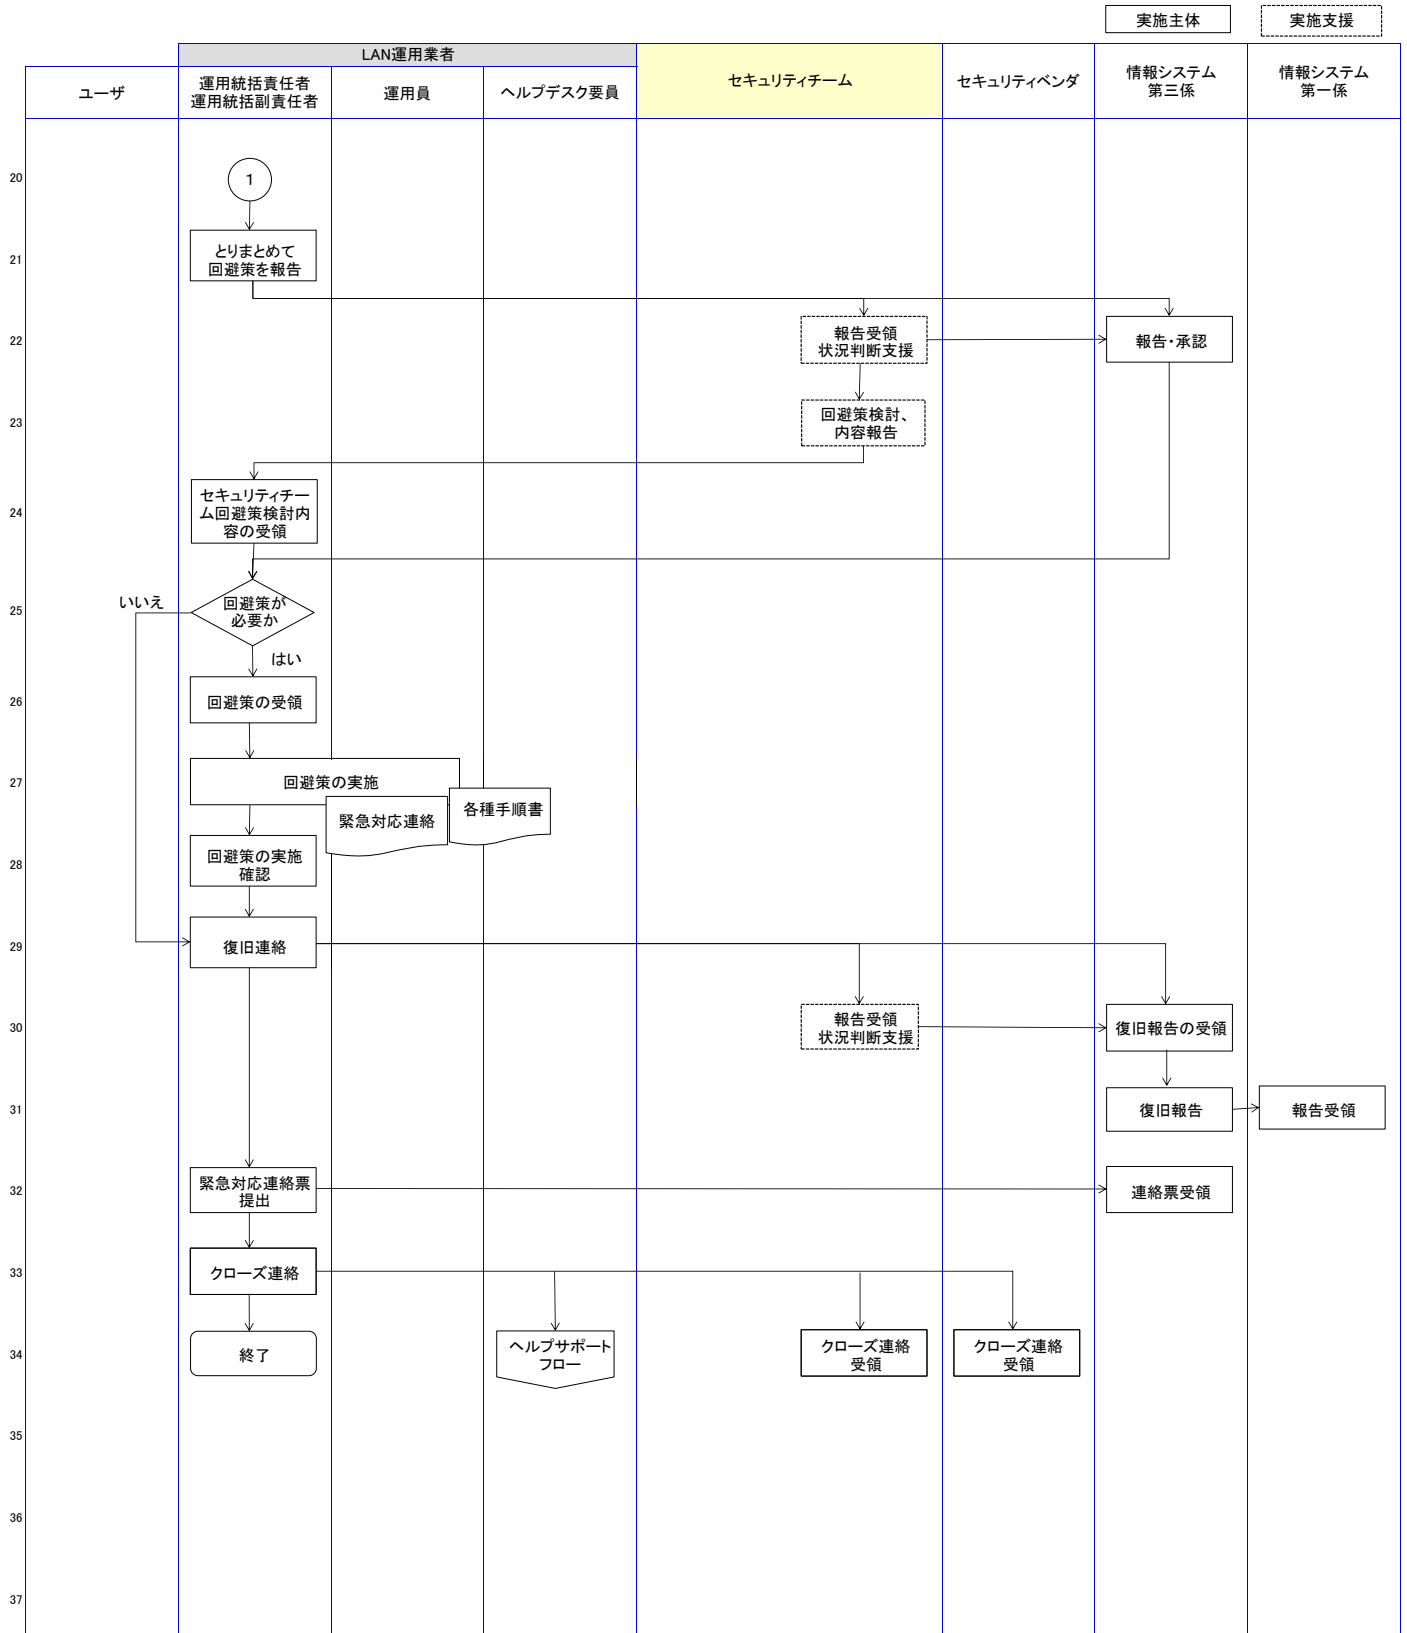 実施主体
実施支援
LAN運用業者
ユーザ
運用統括責任者
運用統括副責任者
運用員
ヘルプデスク要員
セキュリティチーム
セキュリティベンダ
情報システム
第三係
情報システム
第一係
20
1
21
とりまとめて
回避策を報告
22
報告受領
状況判断支援
報告・承認
23
回避策検討、
内容報告
24
セキュリティチー
ム回避策検討内
容の受領
25
いいえ
回避策が
必要か
はい
26
回避策の受領
27
回避策の実施
緊急対応連絡
各種手順書
28
回避策の実施
確認
29
復旧連絡
30
報告受領
状況判断支援
復旧報告の受領
31
復旧報告
報告受領
32
緊急対応連絡票
提出
連絡票受領
33
クローズ連絡
34
終了
ヘルプサポート
フロー
クローズ連絡
受領
クローズ連絡
受領
35
36
37